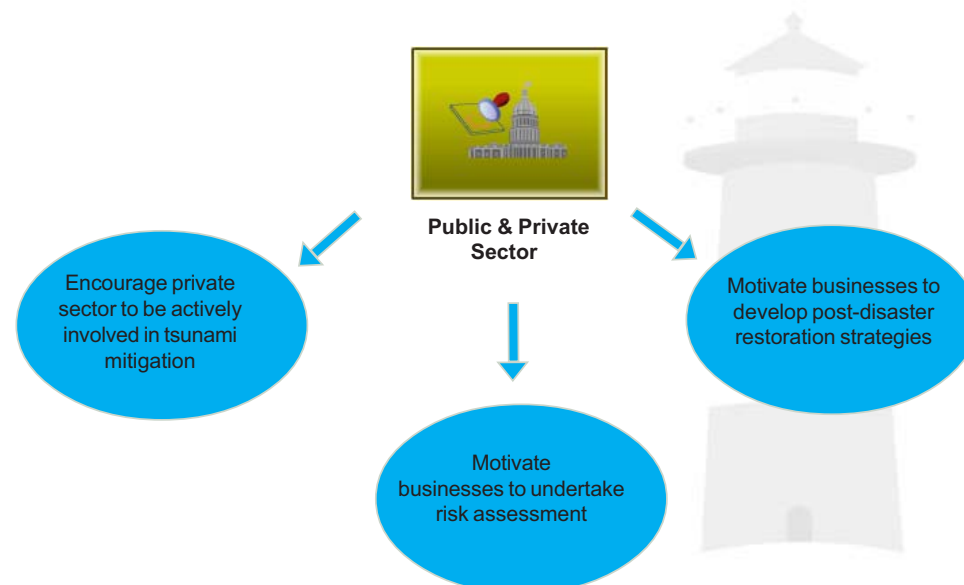 Public & Private
Sector
Encourage private
sector to be actively
involved in tsunami
mitigation
Motivate
businesses to undertake
risk assessment
Motivate businesses to
develop post-disaster
restoration strategies